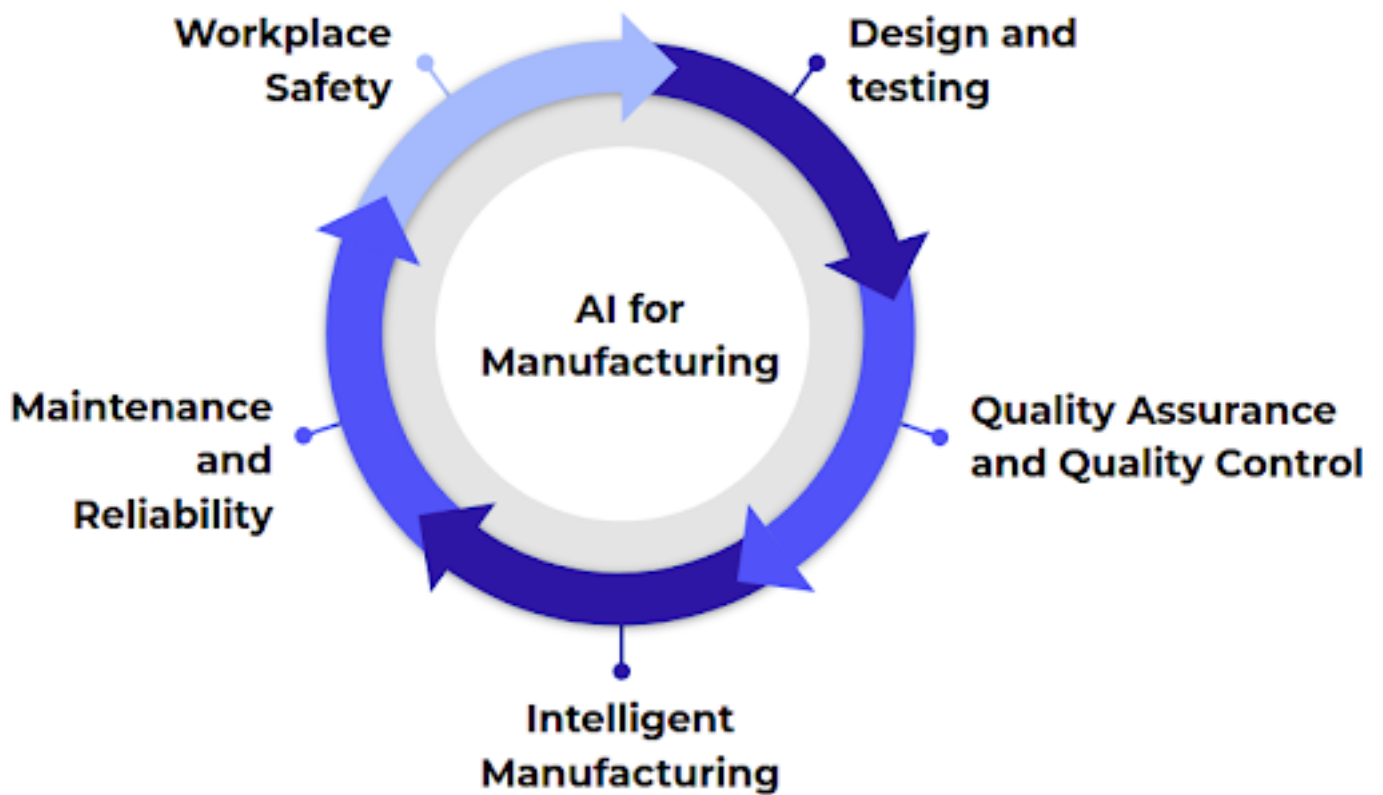 Workplace
Safety
Design and
testing
AI for
Manufacturing
Maintenance
and
Reliability
Quality Assurance
and Quality Control
Intelligent
Manufacturing